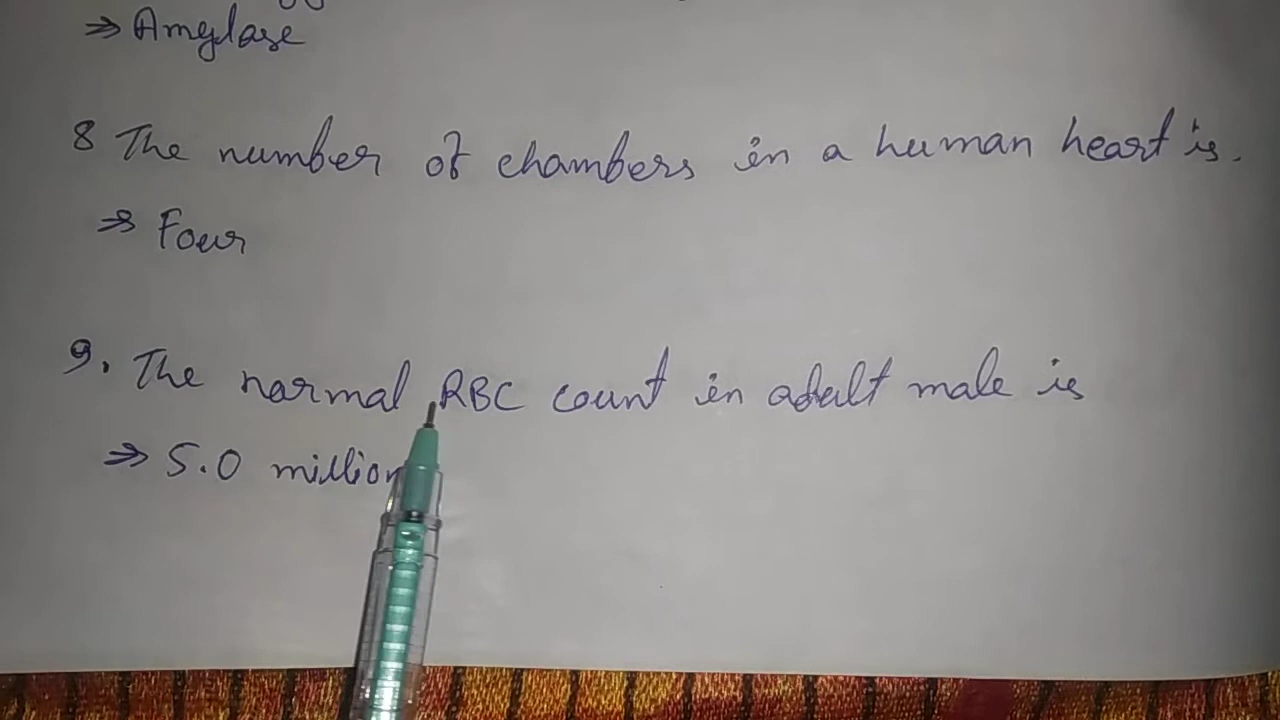 ⇒ Amylase
8 The number of chambers in a human heart is.
⇒ Four
9. The normal RBC count in adult male is
⇒ 5.0 million